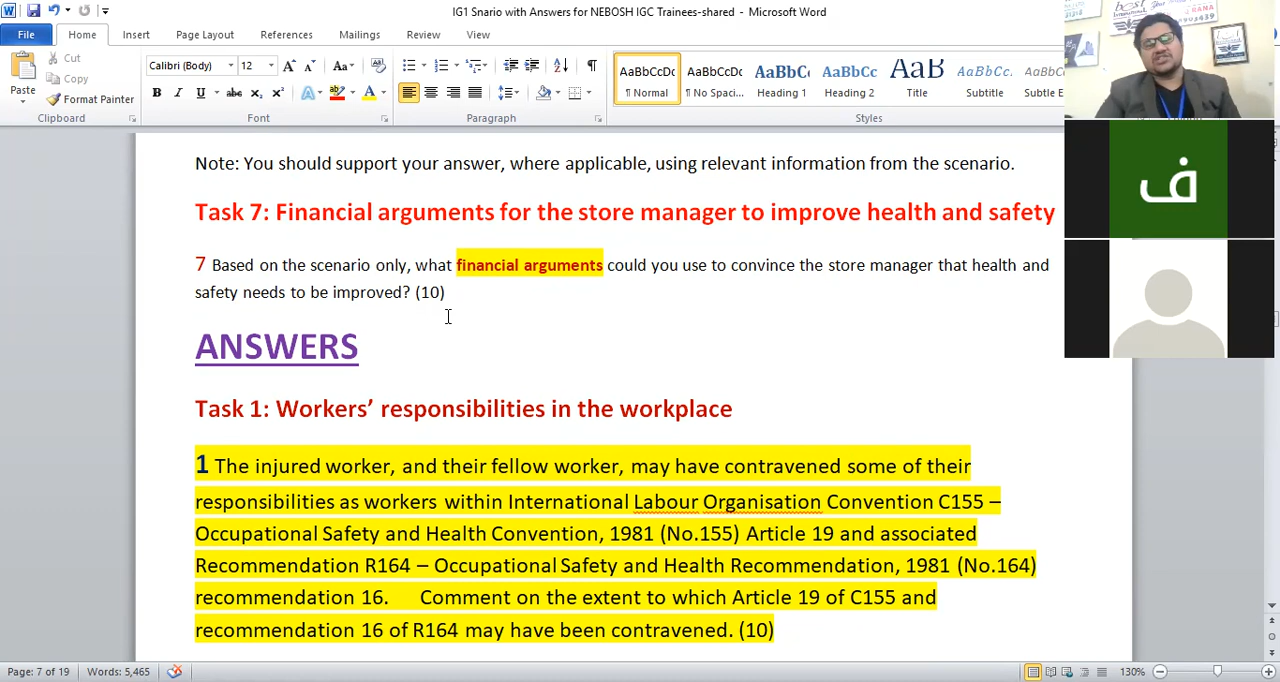 IG1 Snario with Answers for NEBOSH IGC Trainees-shared - Microsoft Word
File Home Insert Page Layout References Mailings Review View
Paste
Cut
Copy
Format Painter
Clipboard
Calibri (Body) 12
Font
Paragraph
AaBbCcDc AaBbCcDc AaBbC AaBbCc AaB AaBbCc. AaBbC
¶ Normal ¶ No Spaci... Heading 1 Heading 2 Title Subtitle Subtle E
Styles
best
RANA
ف
Note: You should support your answer, where applicable, using relevant information from the scenario.
Task 7: Financial arguments for the store manager to improve health and safety
7 Based on the scenario only, what financial arguments could you use to convince the store manager that health and
safety needs to be improved? (10)
ANSWERS
Task 1: Workers’ responsibilities in the workplace
1 The injured worker, and their fellow worker, may have contravened some of their
responsibilities as workers within International Labour Organisation Convention C155 –
Occupational Safety and Health Convention, 1981 (No.155) Article 19 and associated
Recommendation R164 – Occupational Safety and Health Recommendation, 1981 (No.164)
recommendation 16. Comment on the extent to which Article 19 of C155 and
recommendation 16 of R164 may have been contravened. (10)
Page: 7 of 19 Words: 5,465 130%